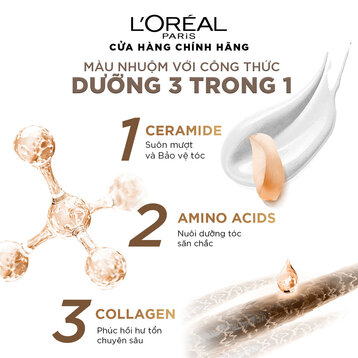 L'ORÉAL
PARIS
CỬA HÀNG CHÍNH HÃNG
MÀU NHUỘM VỚI CÔNG THỨC
DƯỠNG 3 TRONG 1
1 CERAMIDE
Suôn mượt
và Bảo vệ tóc
2 AMINO ACIDS
Nuôi dưỡng tóc
săn chắc
3 COLLAGEN
Phục hồi hư tổn
chuyên sâu